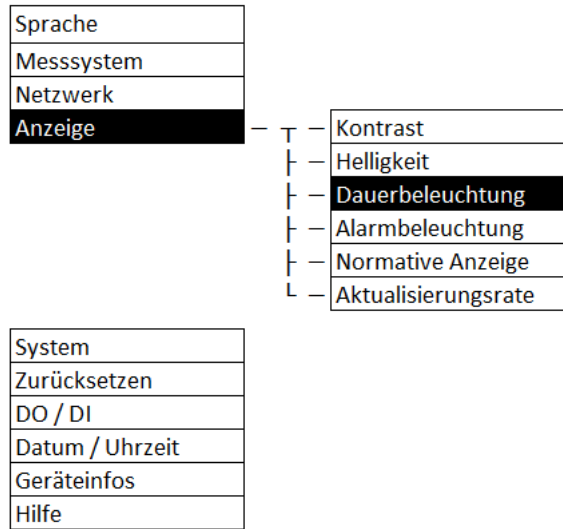 Sprache
Messsystem
Netzwerk
Anzeige
Kontrast
Helligkeit
Dauerbeleuchtung
Alarmbeleuchtung
Normative Anzeige
Aktualisierungsrate
System
Zurücksetzen
DO / DI
Datum / Uhrzeit
Geräteinfos
Hilfe